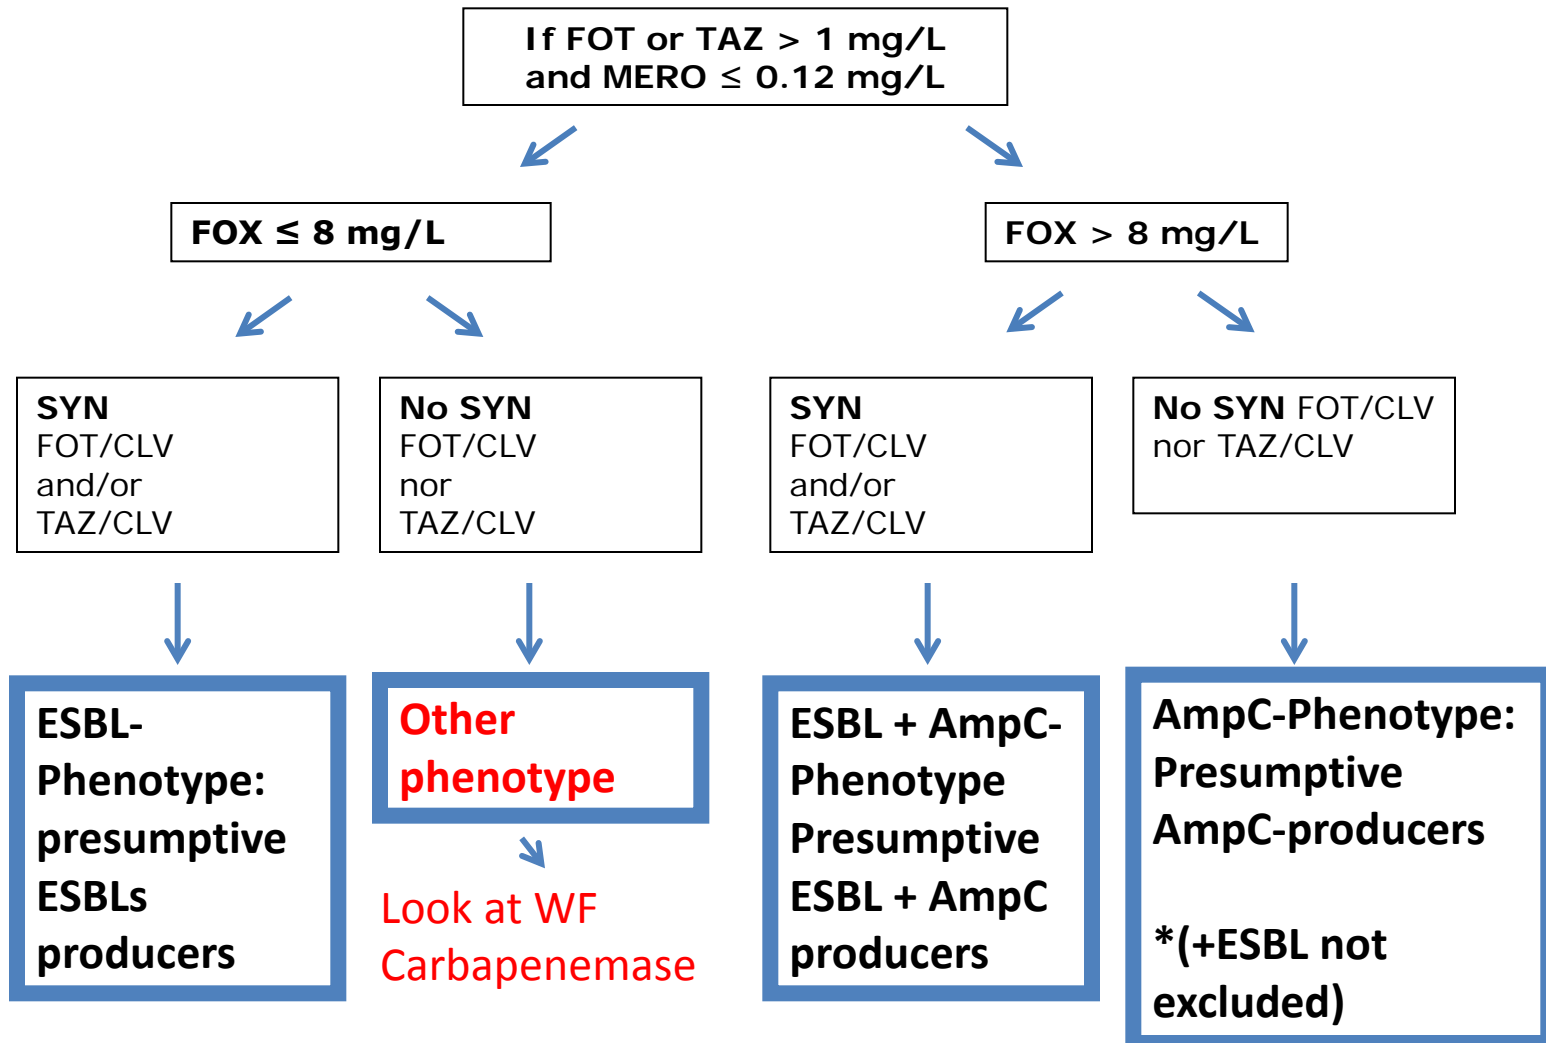 If FOT or TAZ > 1 mg/L
and MERO ≤ 0.12 mg/L
FOX ≤ 8 mg/L
FOX > 8 mg/L
SYN
FOT/CLV
and/or
TAZ/CLV
No SYN
FOT/CLV
nor
TAZ/CLV
SYN
FOT/CLV
and/or
TAZ/CLV
No SYN FOT/CLV
nor TAZ/CLV
ESBL-
Phenotype:
presumptive
ESBLs
producers
Other
phenotype
Look at WF
Carbapenemase
ESBL + AmpC-
Phenotype
Presumptive
ESBL + AmpC
producers
AmpC-Phenotype:
Presumptive
AmpC-producers
*(+ESBL not
excluded)